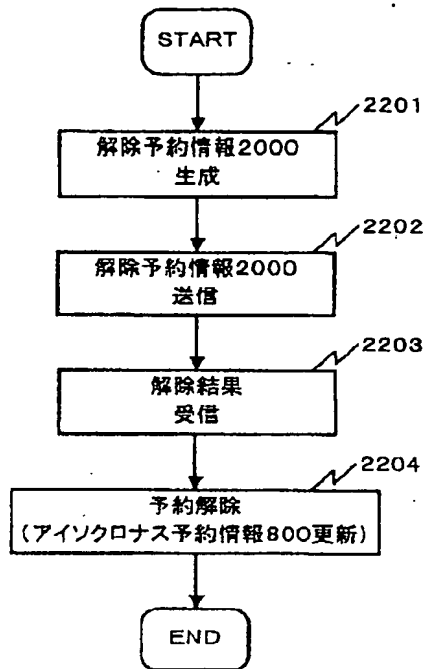 START
2201
解除予約情報2000
生成
2202
解除予約情報2000
送信
2203
解除結果
受信
2204
予約解除
(アイソクロナス予約情報800更新)
END